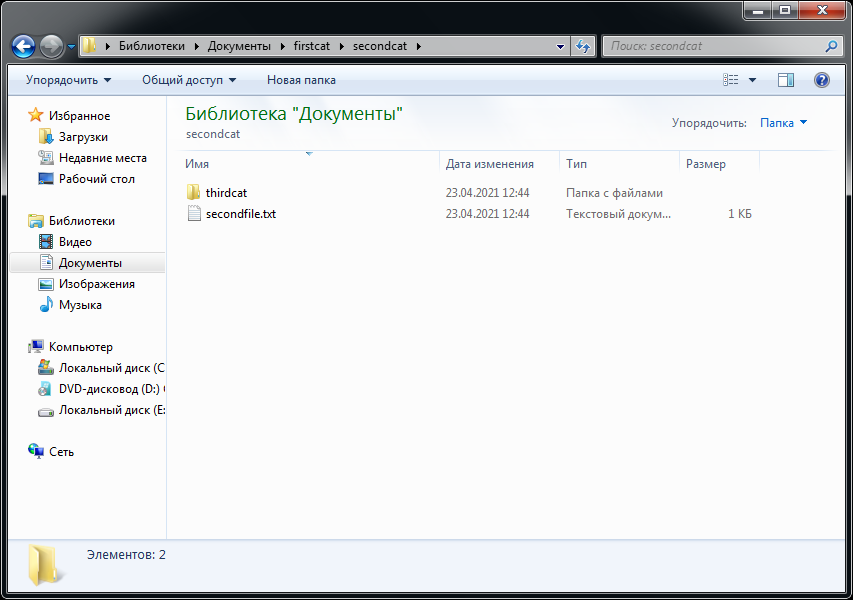 Библиотеки Документы firstcat secondcat
Поиск: secondcat
Упорядочить Общий доступ Новая папка
Избранное
Загрузки
Недавние места
Рабочий стол
Библиотеки
Видео
Документы
Изображения
Музыка
Компьютер
Локальный диск (C
DVD-дисковод (D:)
Локальный диск (E:
Сеть
Библиотека "Документы"
secondcat
Упорядочить: Папка
Имя Дата изменения Тип Размер
thirdcat 23.04.2021 12:44 Папка с файлами
secondfile.txt 23.04.2021 12:44 Текстовый докум... 1 КБ
Элементов: 2